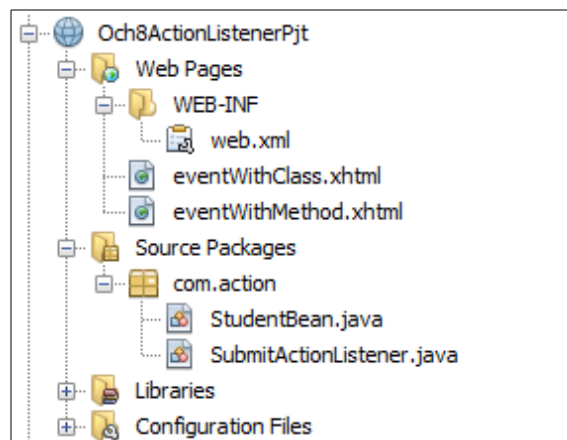 Och8ActionListenerPjt
Web Pages
WEB-INF
web.xml
eventWithClass.xhtml
eventWithMethod.xhtml
Source Packages
com.action
StudentBean.java
SubmitActionListener.java
Libraries
Configuration Files